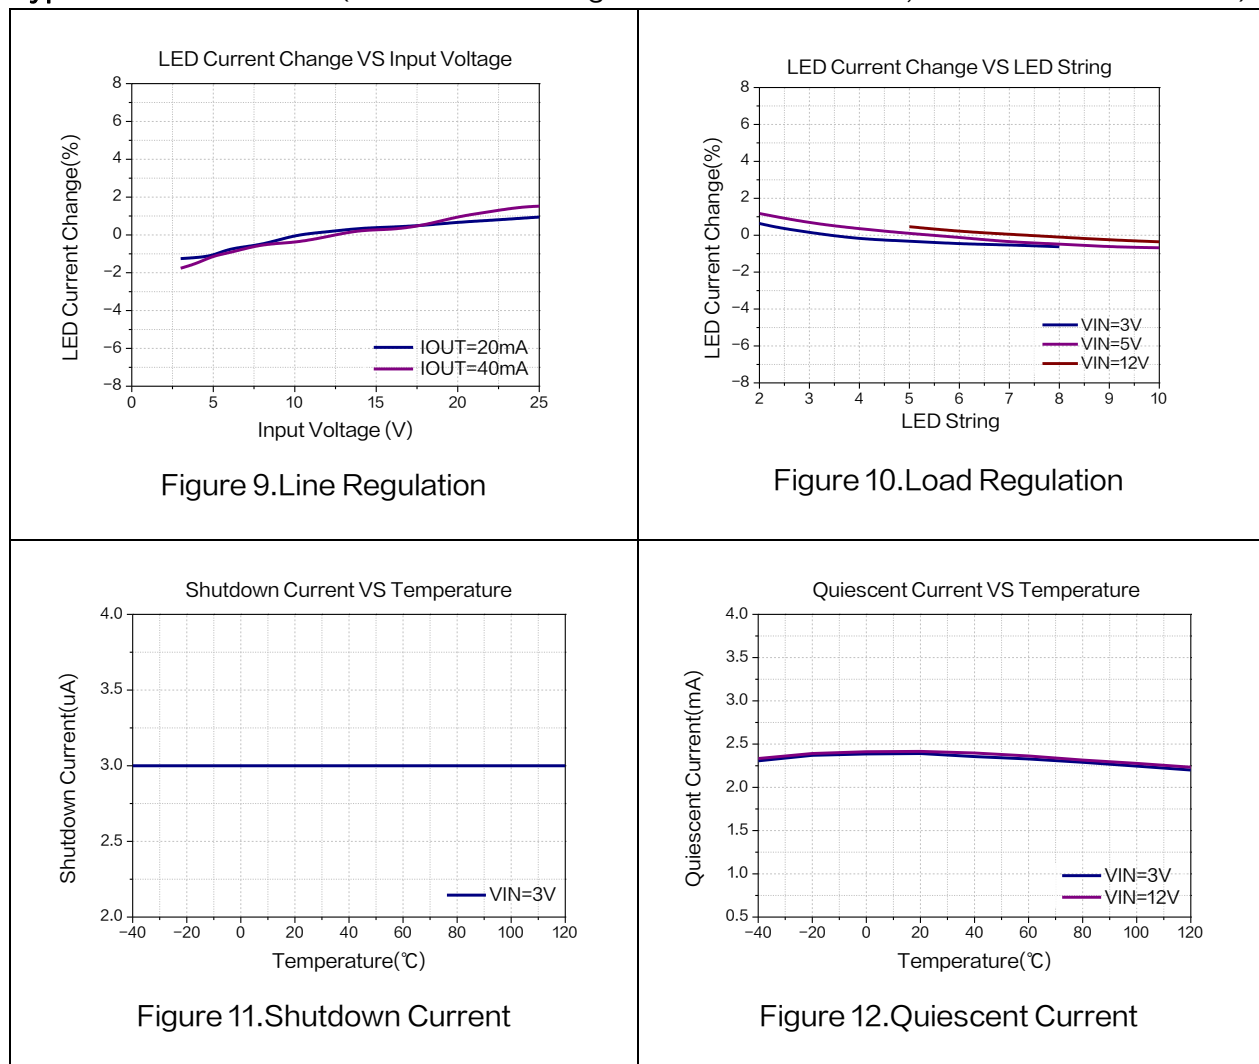 LED Current Change VS Input Voltage
8
6
4
2
0
−2
−4
−6
−8
LED Current Change(%)
IOUT=20mA
IOUT=40mA
0 5 10 15 20 25
Input Voltage (V)
Figure 9.Line Regulation
LED Current Change VS LED String
8
6
4
2
0
−2
−4
−6
−8
LED Current Change(%)
VIN=3V
VIN=5V
VIN=12V
2 3 4 5 6 7 8 9 10
LED String
Figure 10.Load Regulation
Shutdown Current VS Temperature
4.0
3.5
3.0
2.5
2.0
Shutdown Current(uA)
VIN=3V
−40 −20 0 20 40 60 80 100 120
Temperature(℃)
Figure 11.Shutdown Current
Quiescent Current VS Temperature
4.0
3.5
3.0
2.5
2.0
1.5
1.0
0.5
Quiescent Current(mA)
VIN=3V
VIN=12V
−40 −20 0 20 40 60 80 100 120
Temperature(℃)
Figure 12.Quiescent Current